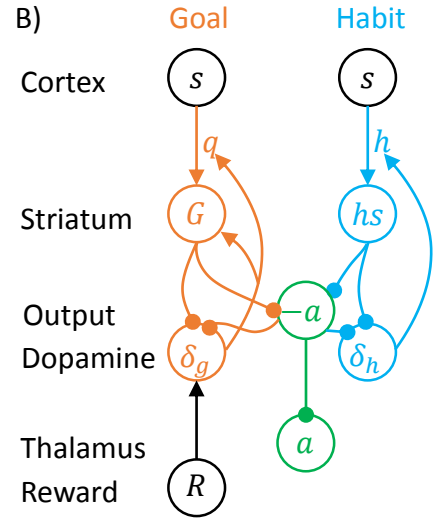 B) Goal Habit
Cortex s s
q h
Striatum G hs
Output −a
Dopamine δg δh
Thalamus a
Reward R